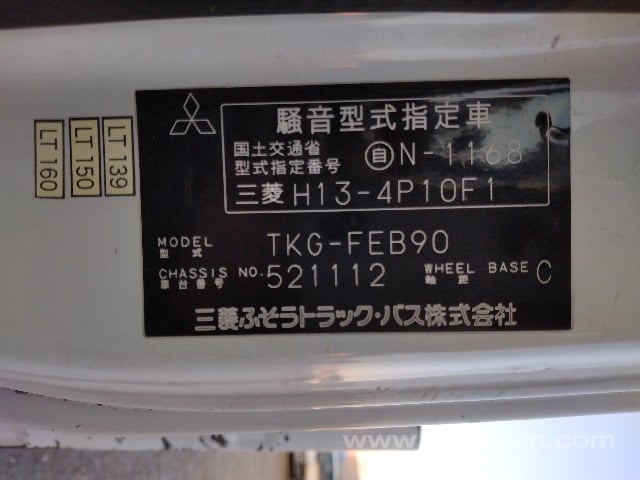 騒音型式指定車
国土交通省
型式指定番号 自 N-1168
三菱 H13-4P10F1
MODEL
型式 TKG-FEB90
CHASSIS NO.
車台番号 521112 WHEEL BASE
軸距 C
三菱ふそうトラック・バス株式会社
LT 139
LT 150
LT 160